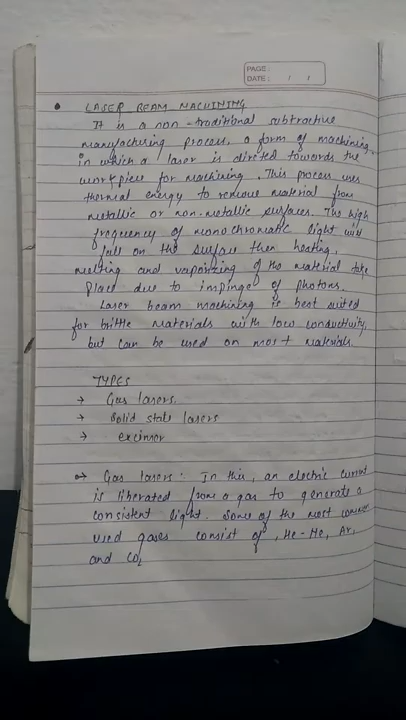 PAGE:
DATE: / /
• LASER BEAM MACHINING
It is a non-traditional subtractive
manufacturing process, a form of machining,
in which a laser is directed towards the
workpiece for machining. This process uses
thermal energy to remove material from
metallic or non-metallic surfaces. The high
frequency of monochromatic light will
fall on the surface then heating,
melting and vaporizing of the material take
place due to impinge of photons.
Laser beam machining is best suited
for brittle materials with low conductivity,
but can be used on most materials.
TYPES
→ Gas lasers.
→ Solid state lasers
→ excimer
Gas lasers: In this, an electric current
is liberated from a gas to generate a
consistent light. Some of the most common
used gases consist of, He-Ne, Ar,
and CO₂